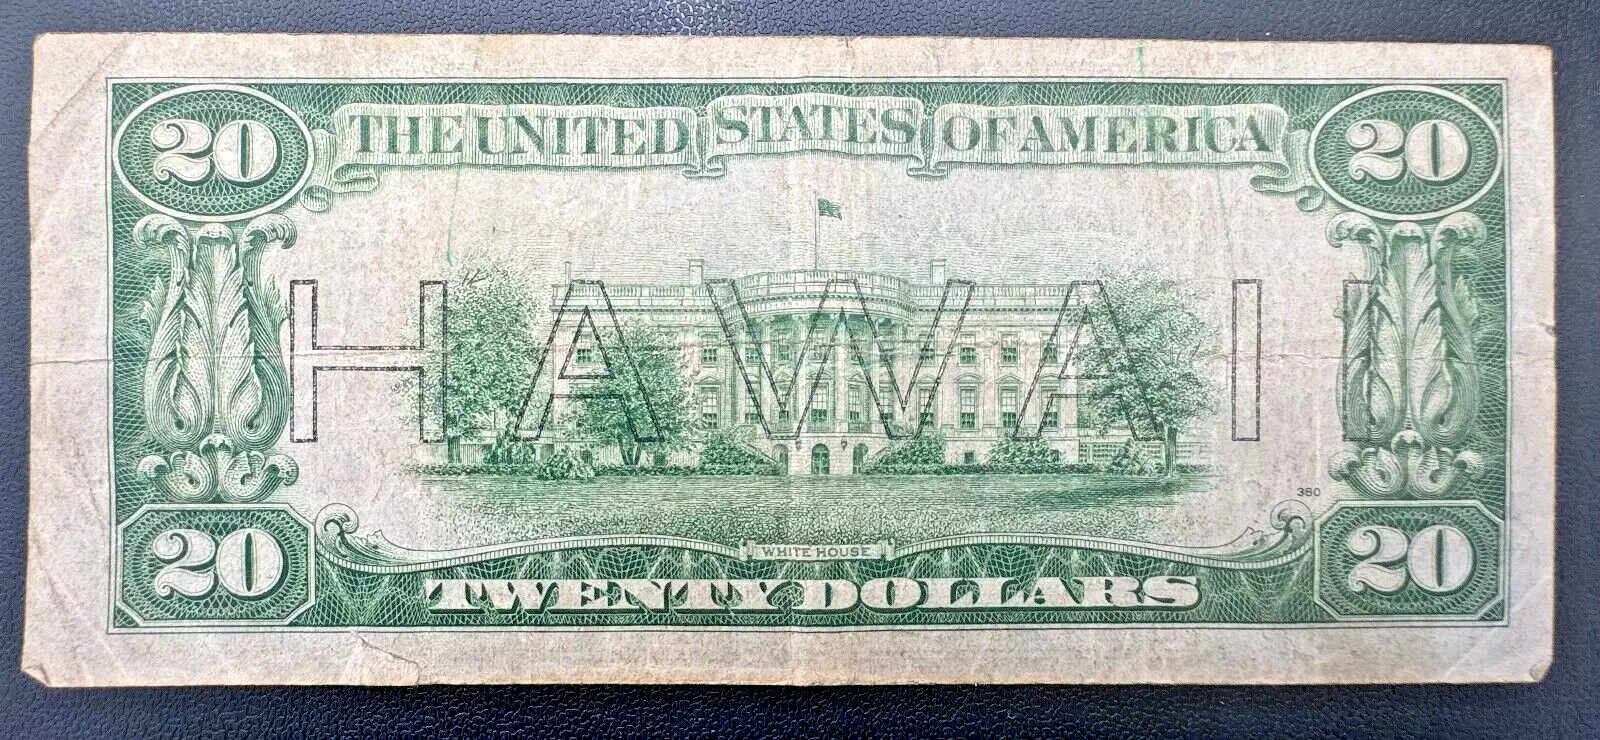 20 THE UNITED STATES OF AMERICA 20
HAWAII
380
WHITE HOUSE
20 TWENTY DOLLARS 20